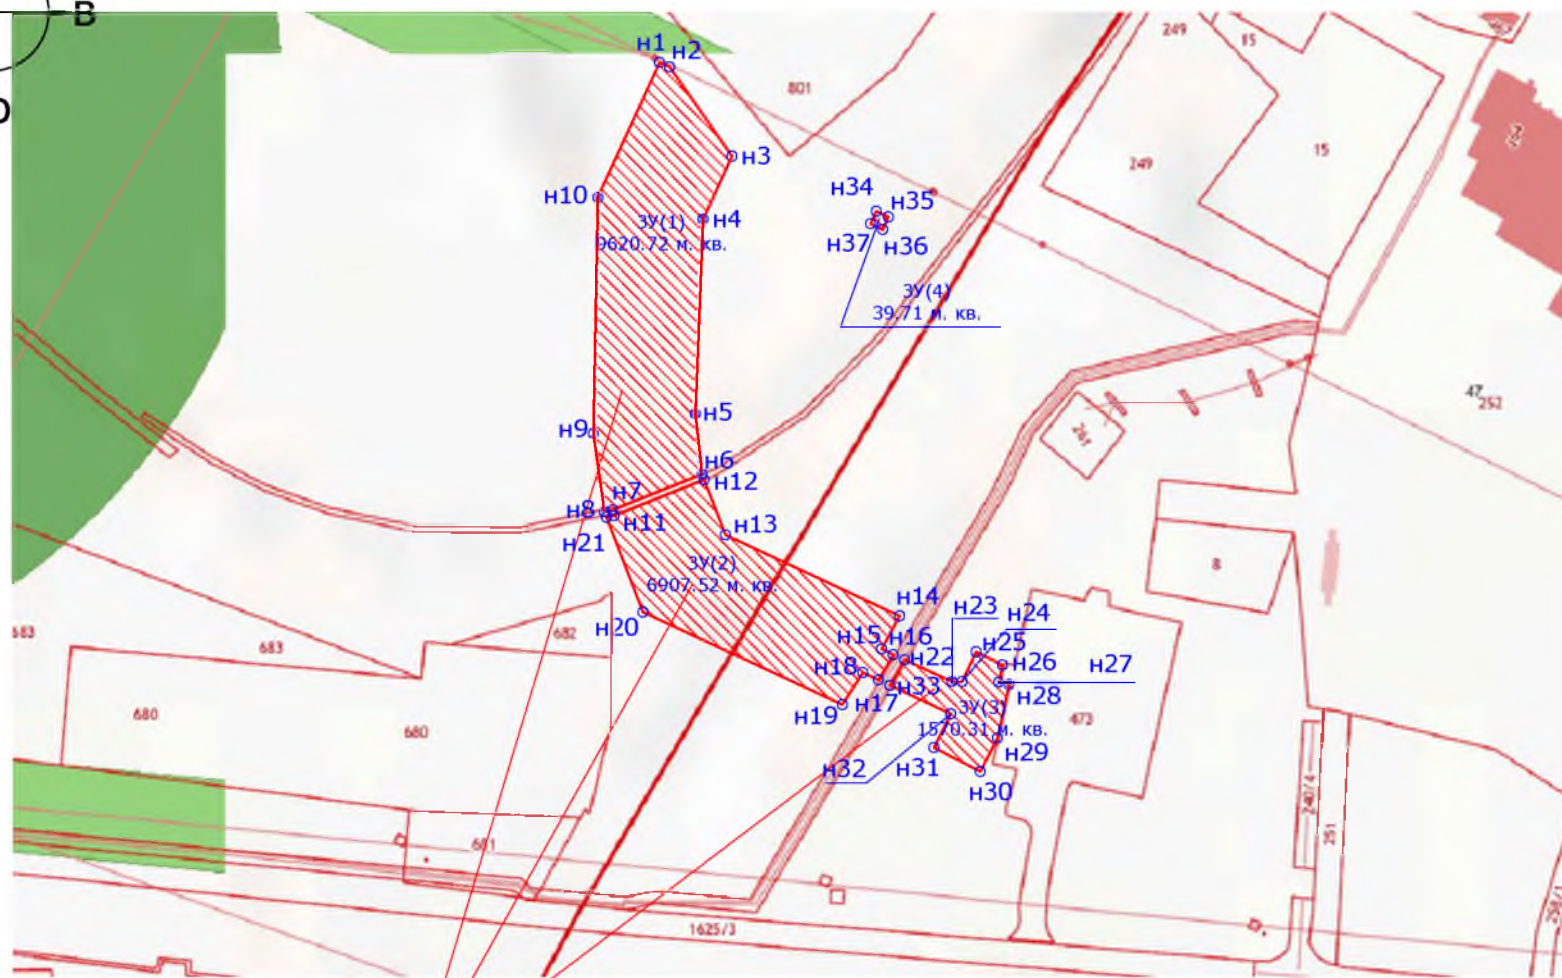 В
н1
н2
249
15
801
н3
249
15
н34
н35
н10
ЗУ(1)
н4
9620.72 м. кв.
н37
н36
ЗУ(4)
39.71 м. кв.
47
252
н5
н9
261
н6
н12
н7
н8
н11
н21
н13
8
ЗУ(2)
6907.52 м. кв.
н14
н23
н24
683
683
682
н20
н15
н16
н25
н22
н26
н27
н18
н33
н28
н17
ЗУ(3)
680
н19
473
1570.31 м. кв.
680
н29
н31
н32
н30
240/4
251
681
1625/3